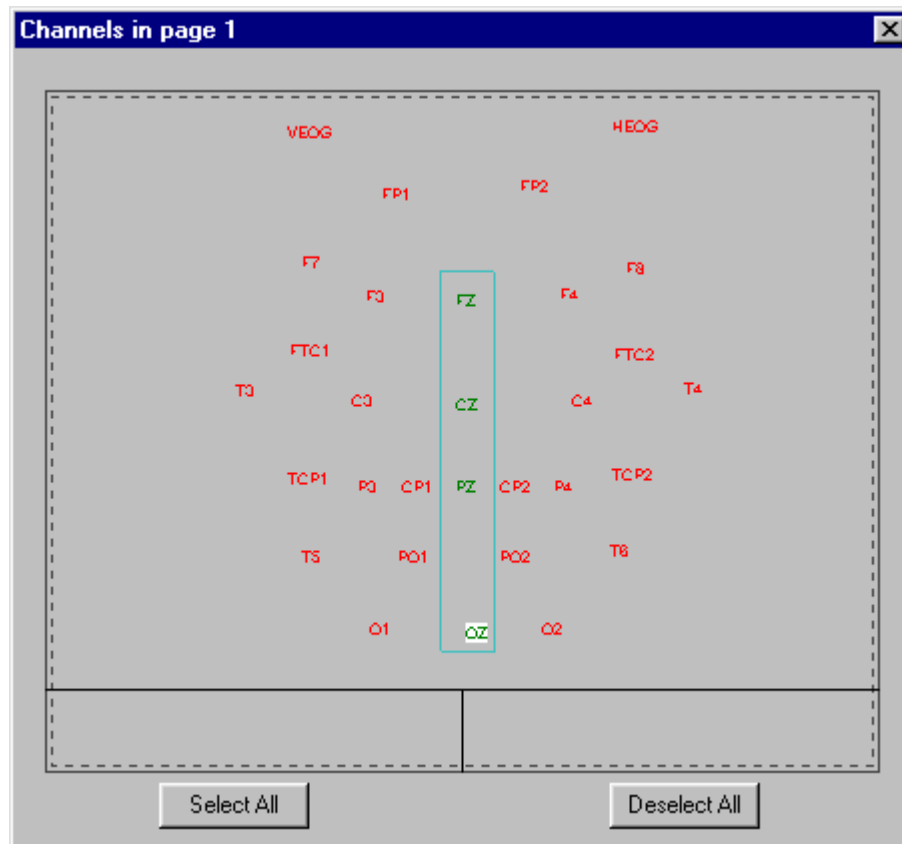 Channels in page 1
VEOG HEOG
FP1 FP2
F7 F8
F3 FZ F4
FTC1 FTC2
T3 C3 CZ C4 T4
TCP1 P3 CP1 PZ CP2 P4 TCP2
T5 PO1 PO2 T6
O1 OZ O2
Select All Deselect All